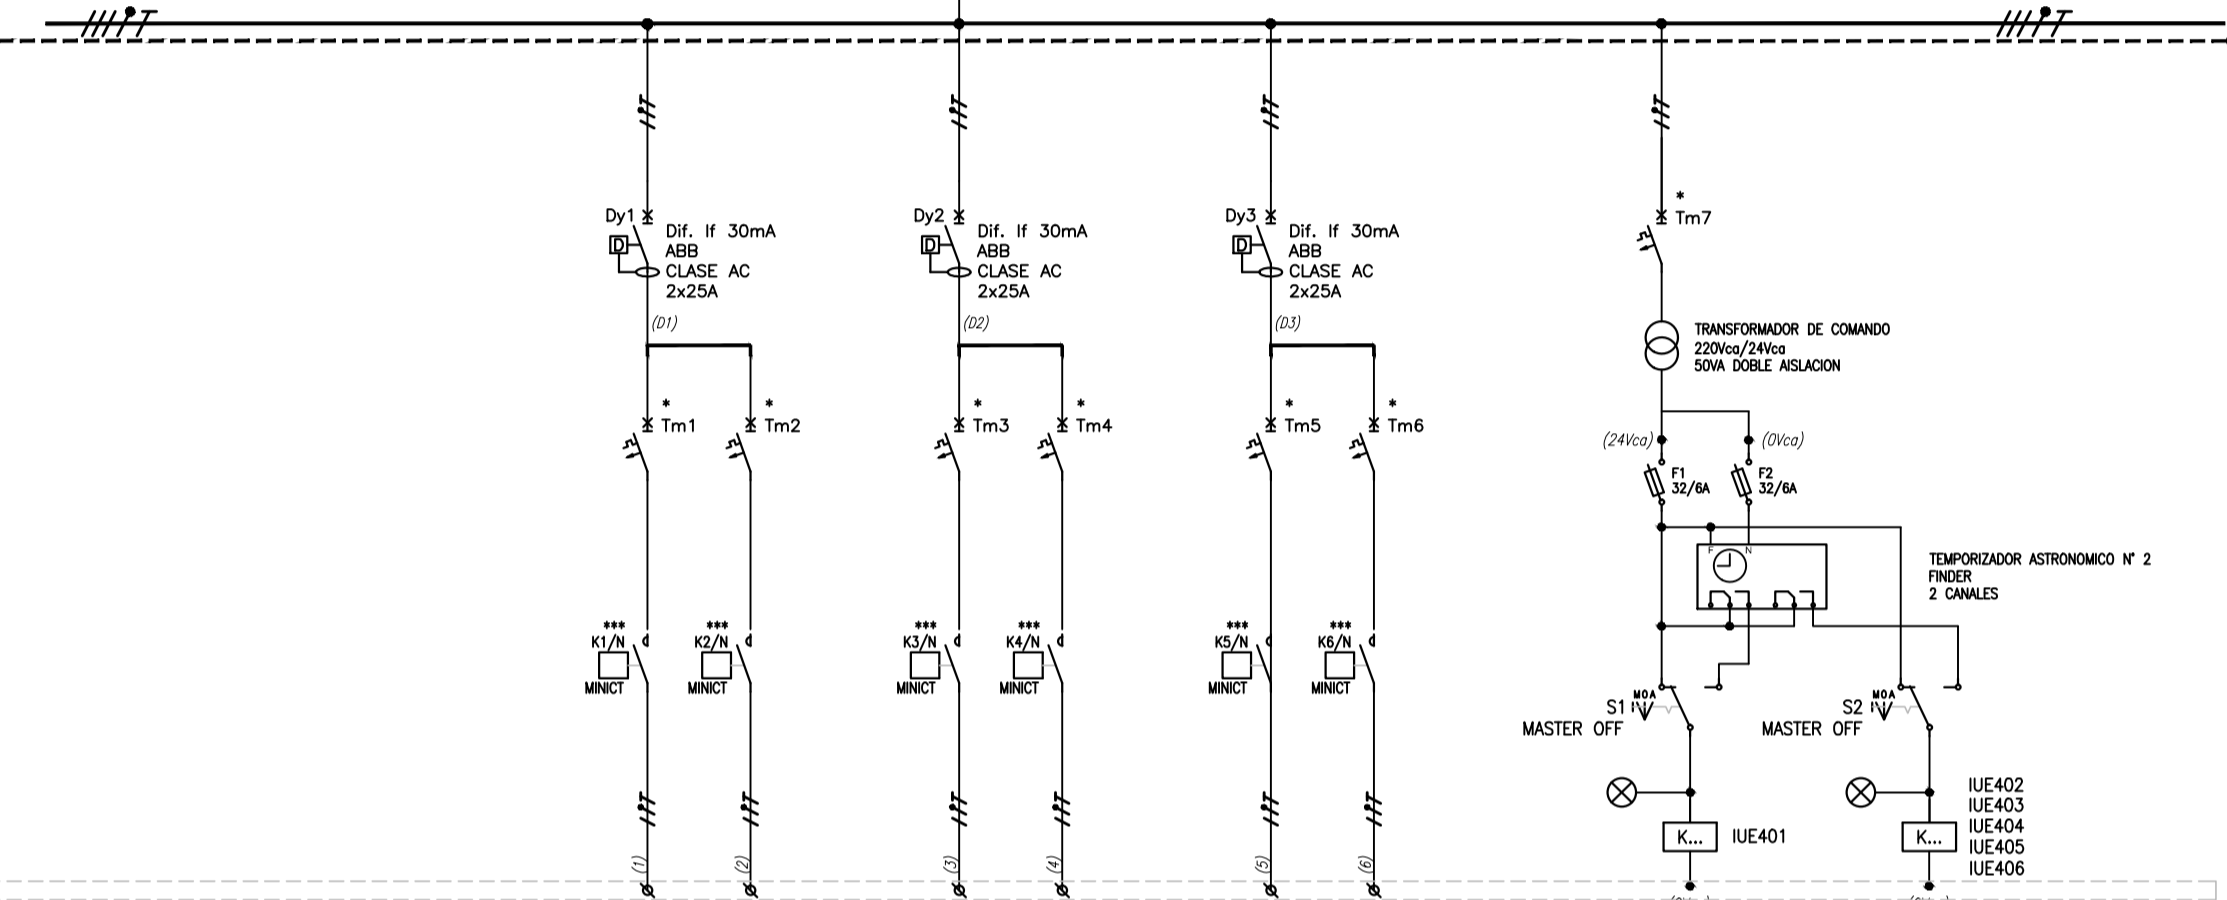 Dy1
D
Dif. If 30mA
ABB
CLASE AC
2x25A
(D1)
Dy2
D
Dif. If 30mA
ABB
CLASE AC
2x25A
(D2)
Dy3
D
Dif. If 30mA
ABB
CLASE AC
2x25A
(D3)
*
Tm7
TRANSFORMADOR DE COMANDO
220Vca/24Vca
50VA DOBLE AISLACION
*
Tm1
*
Tm2
*
Tm3
*
Tm4
*
Tm5
*
Tm6
(24Vca)
(0Vca)
F1
32/6A
F2
32/6A
F
N
TEMPORIZADOR ASTRONOMICO N° 2
FINDER
2 CANALES
***
K1/N
MINICT
***
K2/N
MINICT
***
K3/N
MINICT
***
K4/N
MINICT
***
K5/N
MINICT
***
K6/N
MINICT
M O A
S1
MASTER OFF
M O A
S2
MASTER OFF
K...
IUE401
K...
IUE402
IUE403
IUE404
IUE405
IUE406
(1)
(2)
(3)
(4)
(5)
(6)